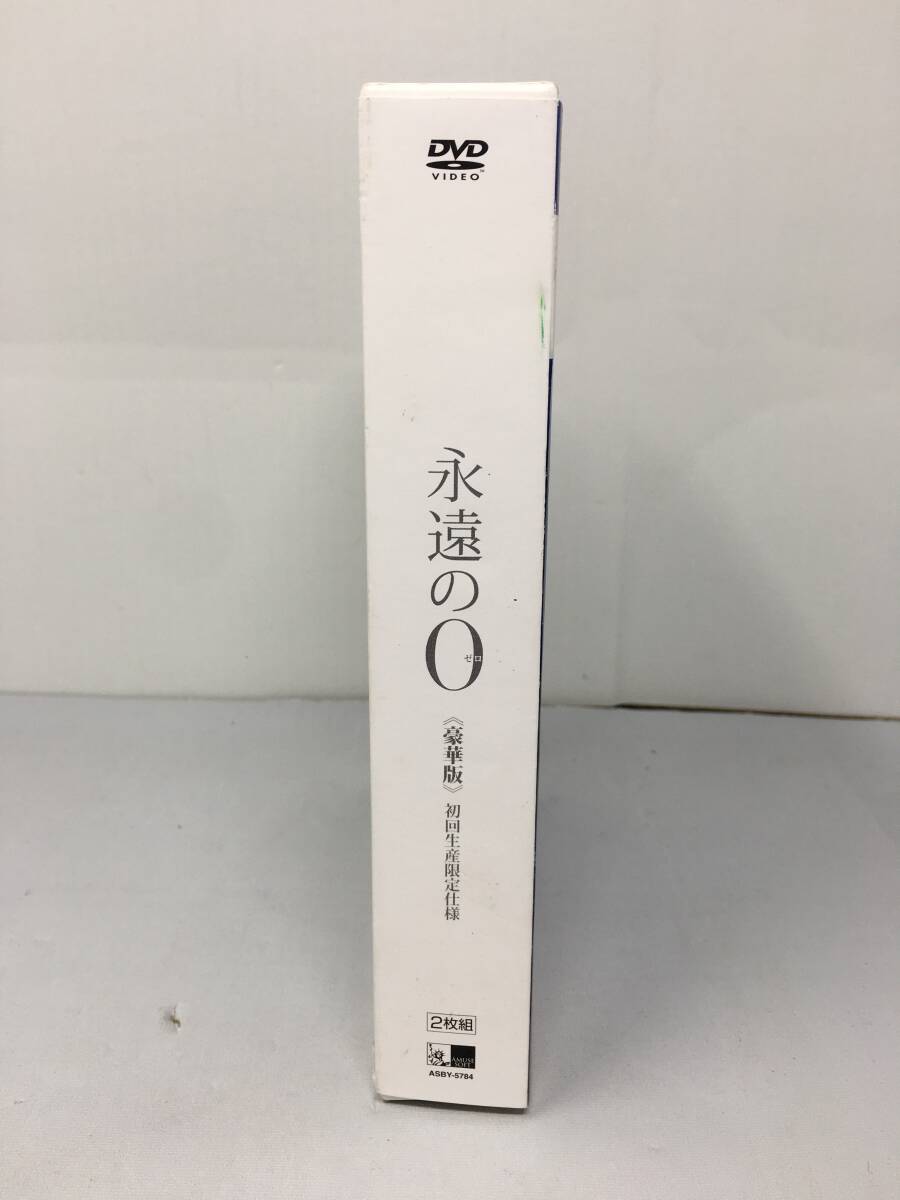 DVD
VIDEO
永遠の0
ゼロ
《豪華版》
初回生産限定仕様
2枚組
AMUSE
SOFT
ASBY-5784